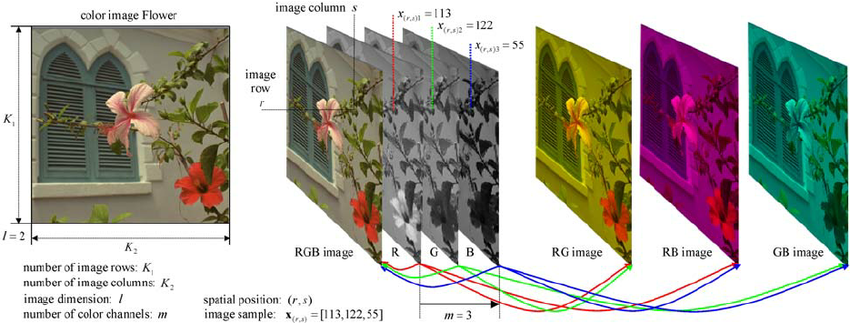 color image Flower
image column s
x(r,s)1 = 113
x(r,s)2 = 122
x(r,s)3 = 55
image
row
r
K1
l = 2
K2
RGB image
R
G
B
RG image
RB image
GB image
number of image rows: K1
number of image columns: K2
image dimension: l
number of color channels: m
spatial position: (r, s)
image sample: x(r,s) = [113,122,55]
m = 3